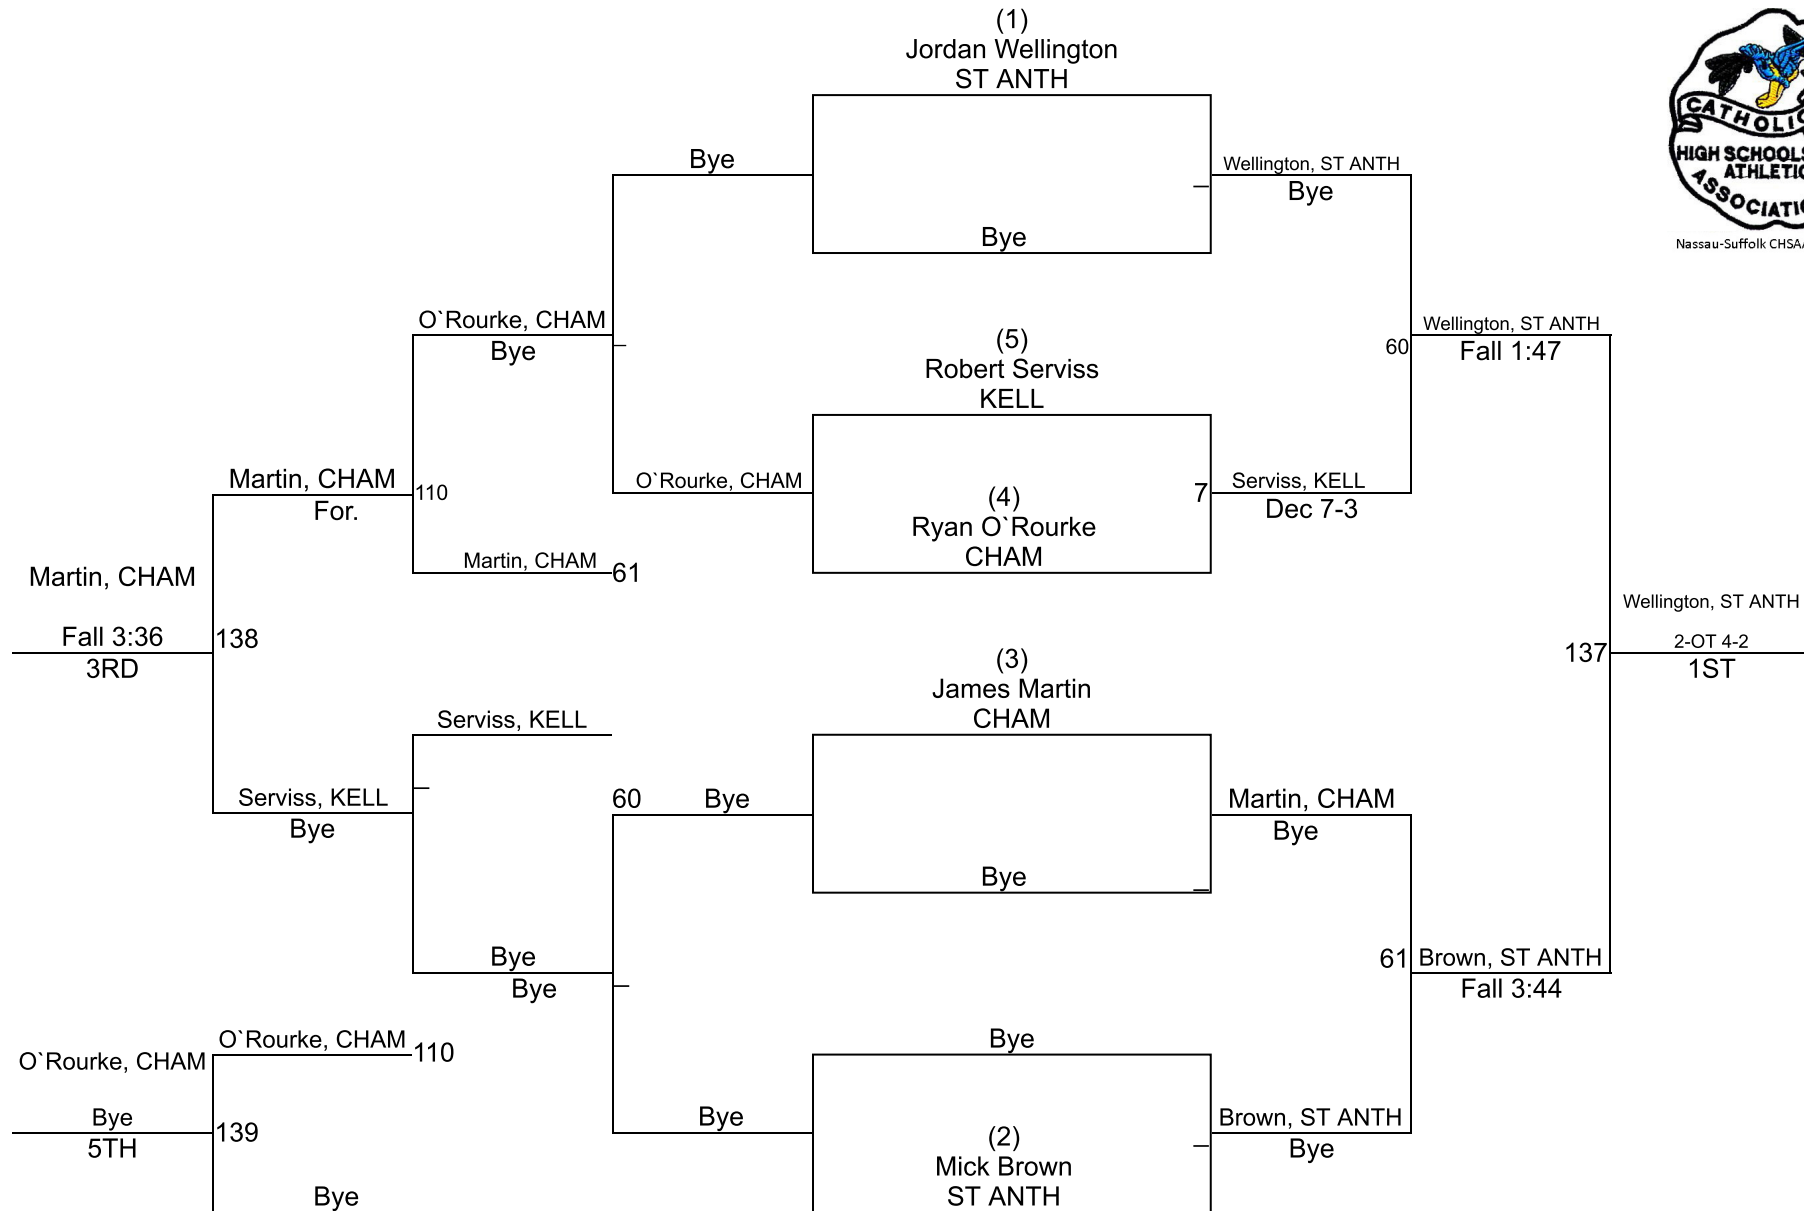 (1)
Jordan Wellington
ST ANTH
Bye
Wellington, ST ANTH
Bye
Bye
CATHOLIC
HIGH SCHOOLS
ATHLETIC
Nassau-Suffolk
O`Rourke, CHAM
Bye
(5)
Robert Serviss
KELL
Wellington, ST ANTH
60
Fall 1:47
Martin, CHAM
110
For.
O`Rourke, CHAM
(4)
Ryan O`Rourke
CHAM
7
Serviss, KELL
Dec 7-3
Martin, CHAM
61
Martin, CHAM
Fall 3:36
138
3RD
Wellington, ST ANTH
137
2-OT 4-2
1ST
(3)
James Martin
CHAM
Serviss, KELL
Serviss, KELL
Bye
60
Bye
Martin, CHAM
Bye
Bye
Bye
Bye
61
Brown, ST ANTH
Fall 3:44
O`Rourke, CHAM
110
O`Rourke, CHAM
Bye
139
5TH
Bye
Bye
Bye
(2)
Mick Brown
ST ANTH
Brown, ST ANTH
Bye